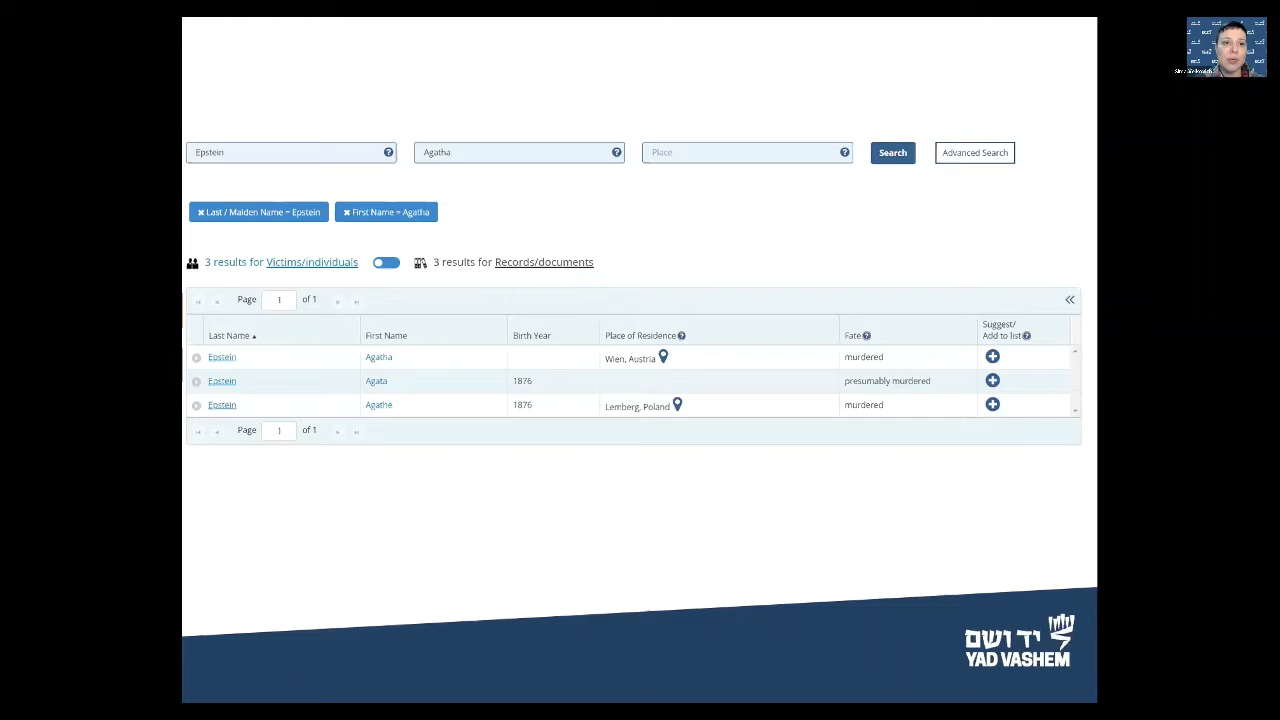 Epstein
Agatha
Place
Search
Advanced Search
Last / Maiden Name = Epstein
First Name = Agatha
3 results for Victims/individuals
3 results for Records/documents
Page 1 of 1
Last Name First Name Birth Year Place of Residence Fate Suggest/
Add to list
Epstein Agatha Wien, Austria murdered
Epstein Agata 1876 presumably murdered
Epstein Agathe 1876 Lemberg, Poland murdered
Page 1 of 1
יד ושם
YAD VASHEM